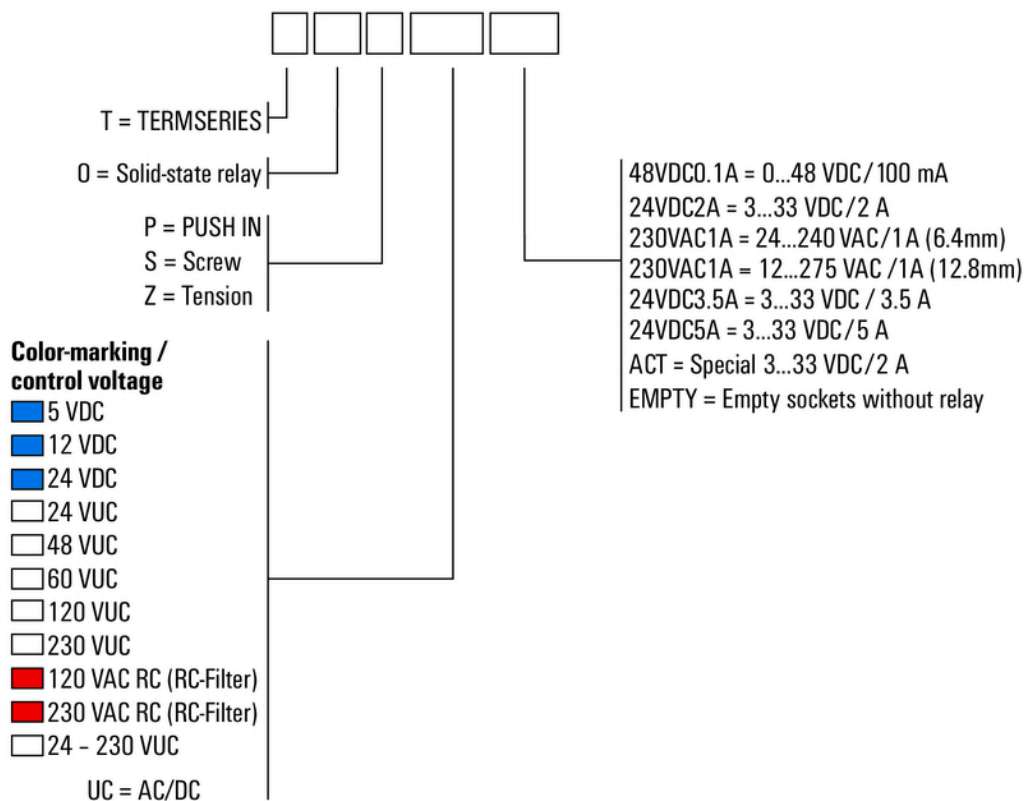 T = TERMSERIES
O = Solid-state relay
P = PUSH IN
S = Screw
Z = Tension
Color-marking /
control voltage
5 VDC
12 VDC
24 VDC
24 VUC
48 VUC
60 VUC
120 VUC
230 VUC
120 VAC RC (RC-Filter)
230 VAC RC (RC-Filter)
24 – 230 VUC
UC = AC/DC
48VDC0.1A = 0...48 VDC/100 mA
24VDC2A = 3...33 VDC/2 A
230VAC1A = 24...240 VAC/1A (6.4mm)
230VAC1A = 12...275 VAC /1A (12.8mm)
24VDC3.5A = 3...33 VDC / 3.5 A
24VDC5A = 3...33 VDC/5 A
ACT = Special 3...33 VDC/2 A
EMPTY = Empty sockets without relay